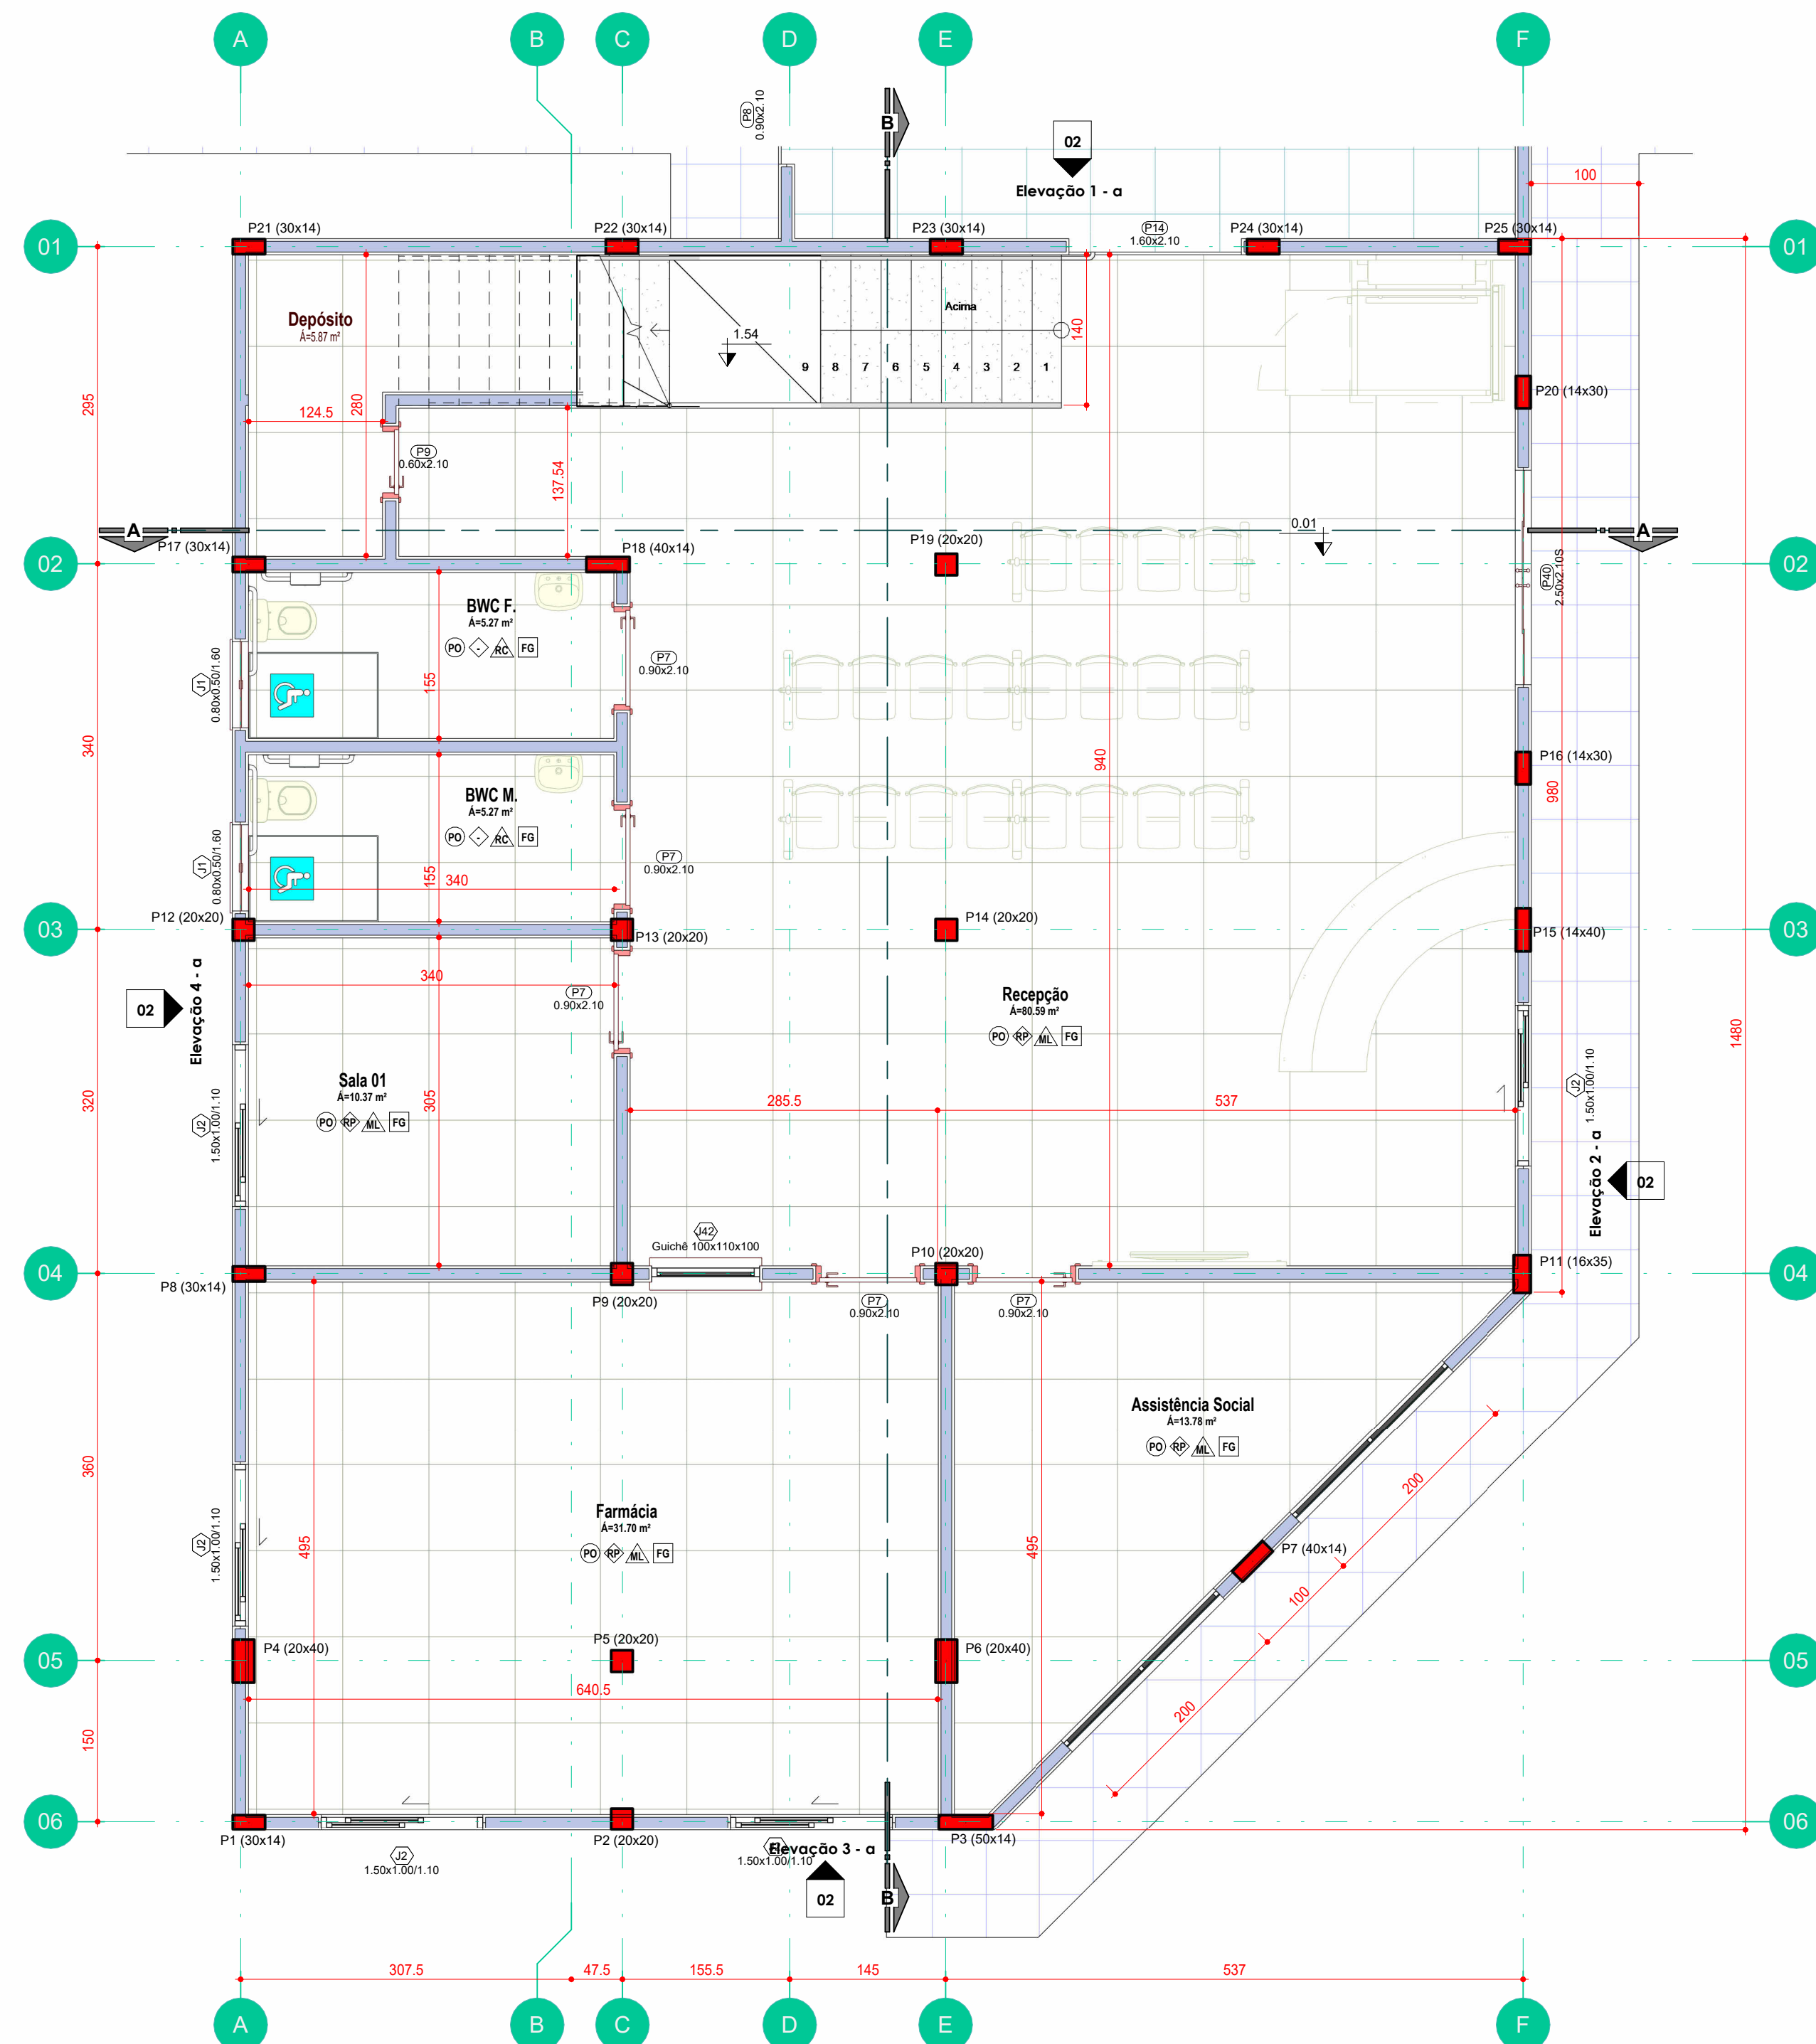 A
B
C
D
E
F
P8
0.90x2.10
B
02
Elevação 1 - a
100
01
P21 (30x14)
P22 (30x14)
P23 (30x14)
P14
1.60x2.10
P24 (30x14)
P25 (30x14)
01
Depósito
Á=5.87 m²
Acima
1.54
140
9 8 7 6 5 4 3 2 1
P20 (14x30)
295
280
124.5
P9
0.60x2.10
137.54
A
0.01
A
P17 (30x14)
P18 (40x14)
P19 (20x20)
02
02
P40
2.50x2.10S
BWC F.
Á=5.27 m²
PO - RC FG
P7
0.90x2.10
J1
0.80x0.50/1.60
155
340
940
P16 (14x30)
980
BWC M.
Á=5.27 m²
PO - RC FG
P7
0.90x2.10
J1
0.80x0.50/1.60
155
340
P12 (20x20)
P13 (20x20)
P14 (20x20)
P15 (14x40)
03
03
340
02
Elevação 4 - a
P7
0.90x2.10
Recepção
Á=80.59 m²
PO RP ML FG
1480
Sala 01
Á=10.37 m²
PO RP ML FG
320
J2
1.50x1.00/1.10
305
285.5
537
J2
1.50x1.00/1.10
Elevação 2 - a
02
J42
Guichê 100x110x100
P10 (20x20)
P11 (16x35)
04
04
P8 (30x14)
P9 (20x20)
P7
0.90x2.10
P7
0.90x2.10
Assistência Social
Á=13.78 m²
PO RP ML FG
360
200
Farmácia
Á=31.70 m²
PO RP ML FG
J2
1.50x1.00/1.10
495
495
P7 (40x14)
100
P4 (20x40)
P5 (20x20)
P6 (20x40)
05
05
640.5
200
150
06
06
P1 (30x14)
P2 (20x20)
P3 (50x14)
J2
1.50x1.00/1.10
1.50x1.00/1.10
Elevação 3 - a
02
B
307.5
47.5
155.5
145
537
A
B
C
D
E
F